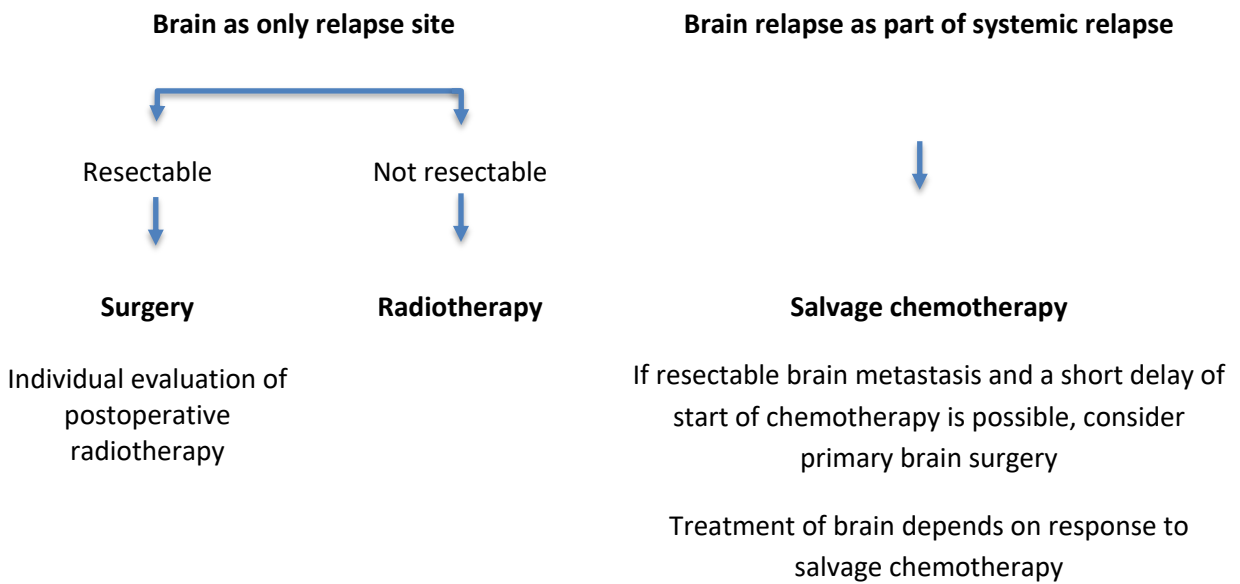 Brain as only relapse site
Brain relapse as part of systemic relapse
Resectable
Not resectable
Surgery
Radiotherapy
Salvage chemotherapy
Individual evaluation of
postoperative
radiotherapy
If resectable brain metastasis and a short delay of
start of chemotherapy is possible, consider
primary brain surgery
Treatment of brain depends on response to
salvage chemotherapy